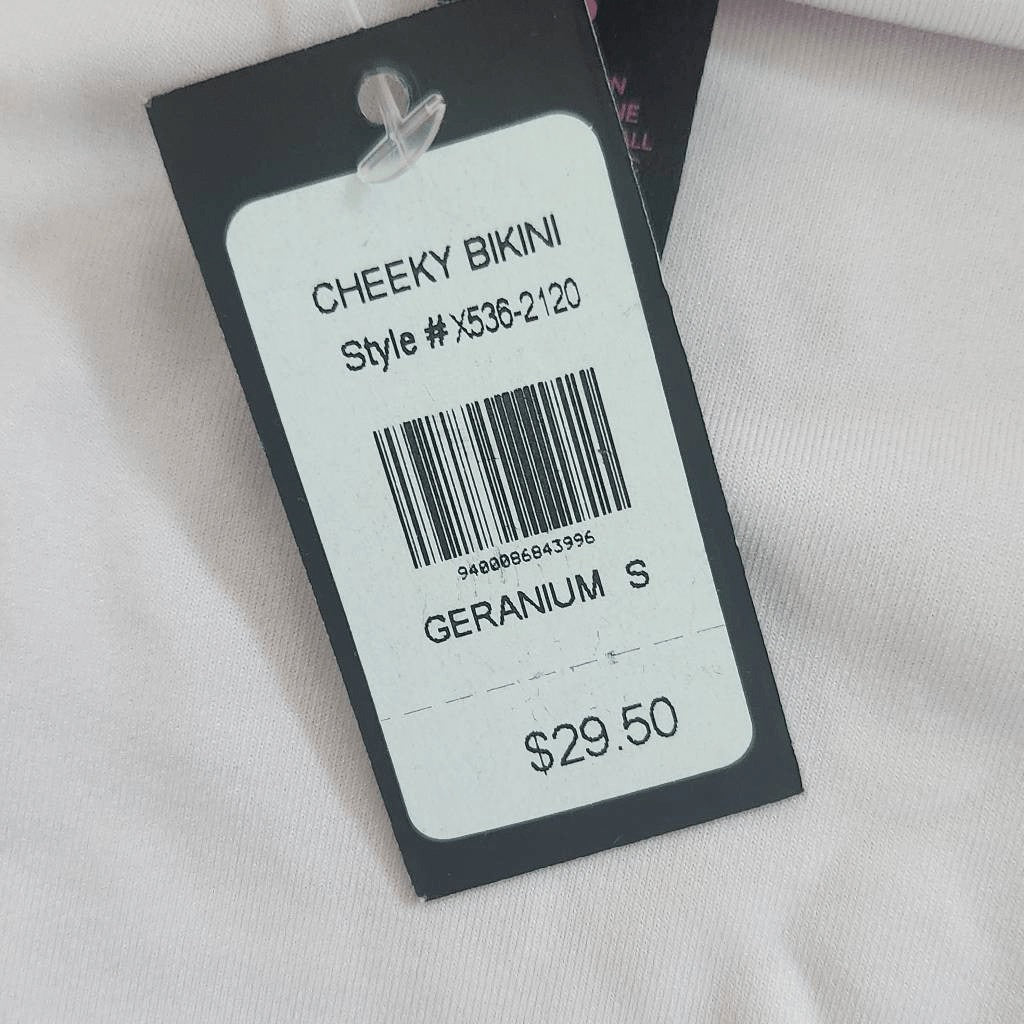 CHEEKY BIKINI
Style # X536-2120
9400086843996
GERANIUM S
$29.50